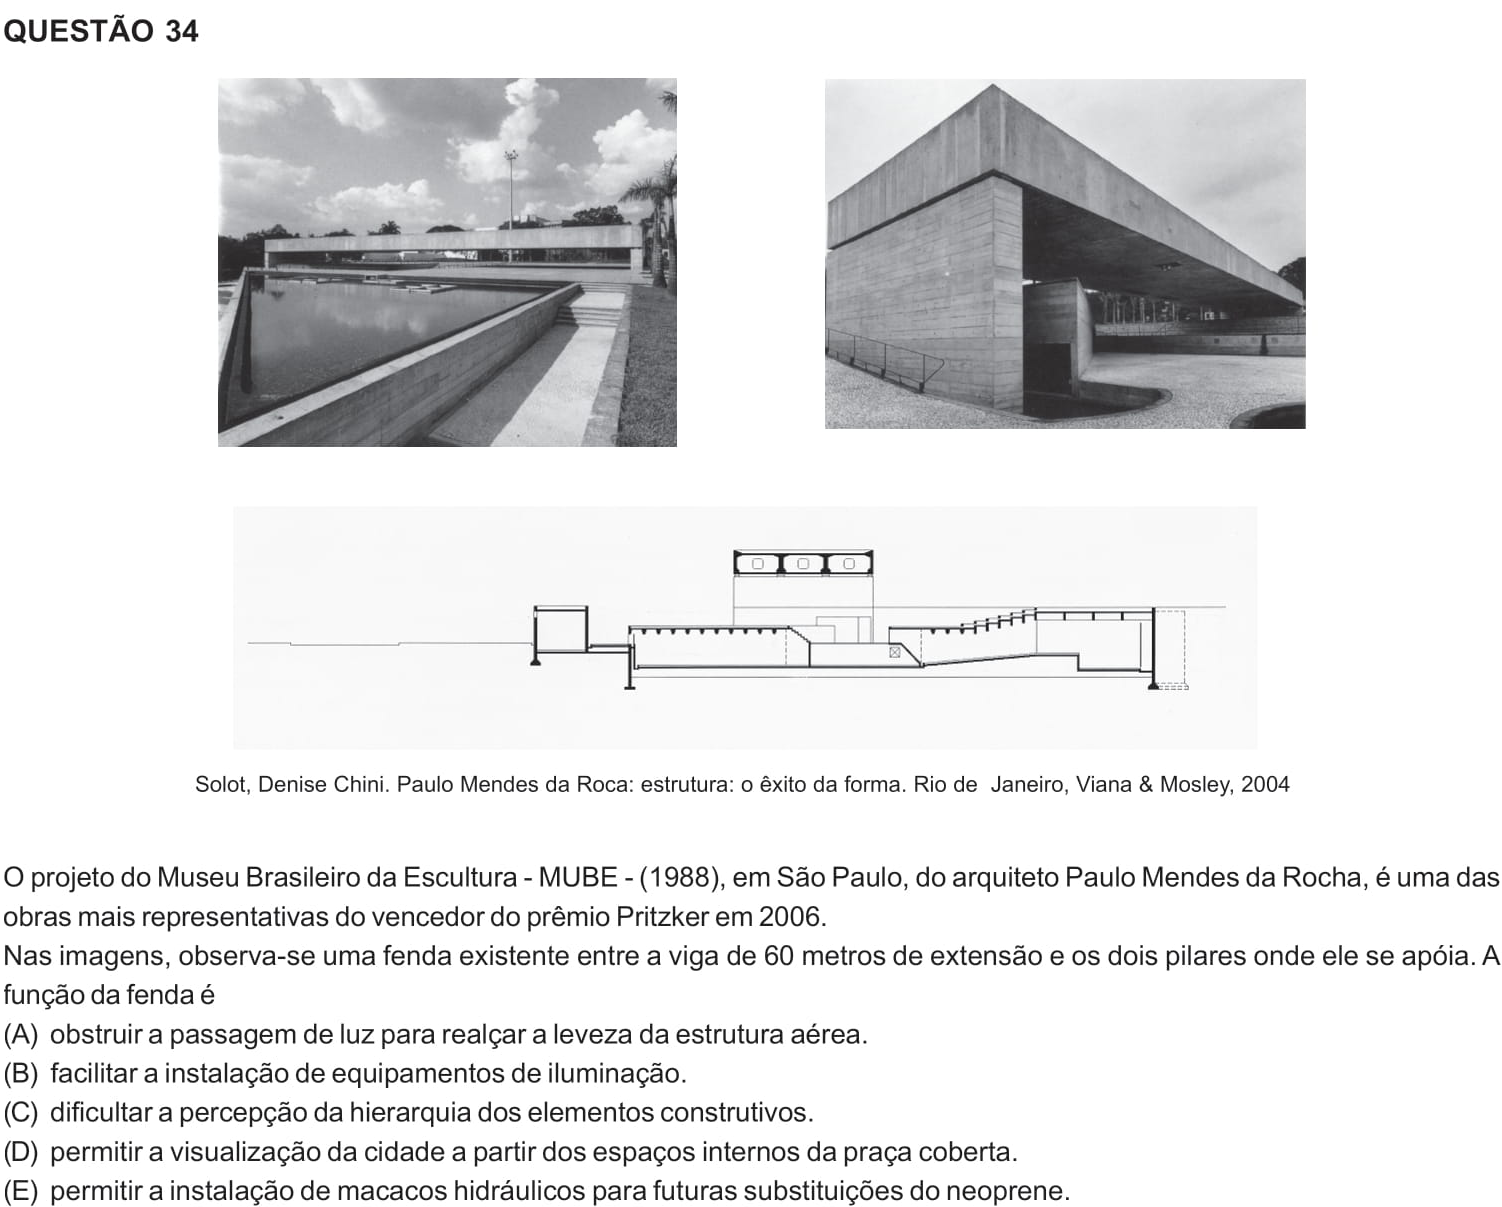 QUESTÃO 34
Solot, Denise Chini. Paulo Mendes da Roca: estrutura: o êxito da forma. Rio de Janeiro, Viana & Mosley, 2004
O projeto do Museu Brasileiro da Escultura - MUBE - (1988), em São Paulo, do arquiteto Paulo Mendes da Rocha, é uma das
obras mais representativas do vencedor do prêmio Pritzker em 2006.
Nas imagens, observa-se uma fenda existente entre a viga de 60 metros de extensão e os dois pilares onde ele se apóia. A
função da fenda é
(A) obstruir a passagem de luz para realçar a leveza da estrutura aérea.
(B) facilitar a instalação de equipamentos de iluminação.
(C) dificultar a percepção da hierarquia dos elementos construtivos.
(D) permitir a visualização da cidade a partir dos espaços internos da praça coberta.
(E) permitir a instalação de macacos hidráulicos para futuras substituições do neoprene.